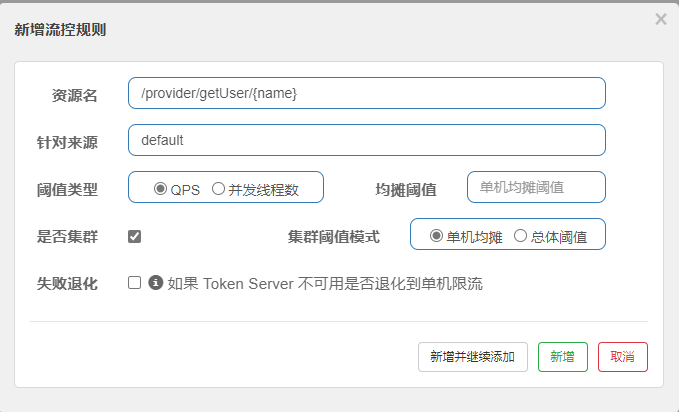 新增流控规则
×
资源名 /provider/getUser/{name}
针对来源 default
阈值类型 QPS 并发线程数 均摊阈值 单机均摊阈值
是否集群 集群阈值模式 单机均摊 总体阈值
失败退化 如果 Token Server 不可用是否退化到单机限流
新增并继续添加 新增 取消